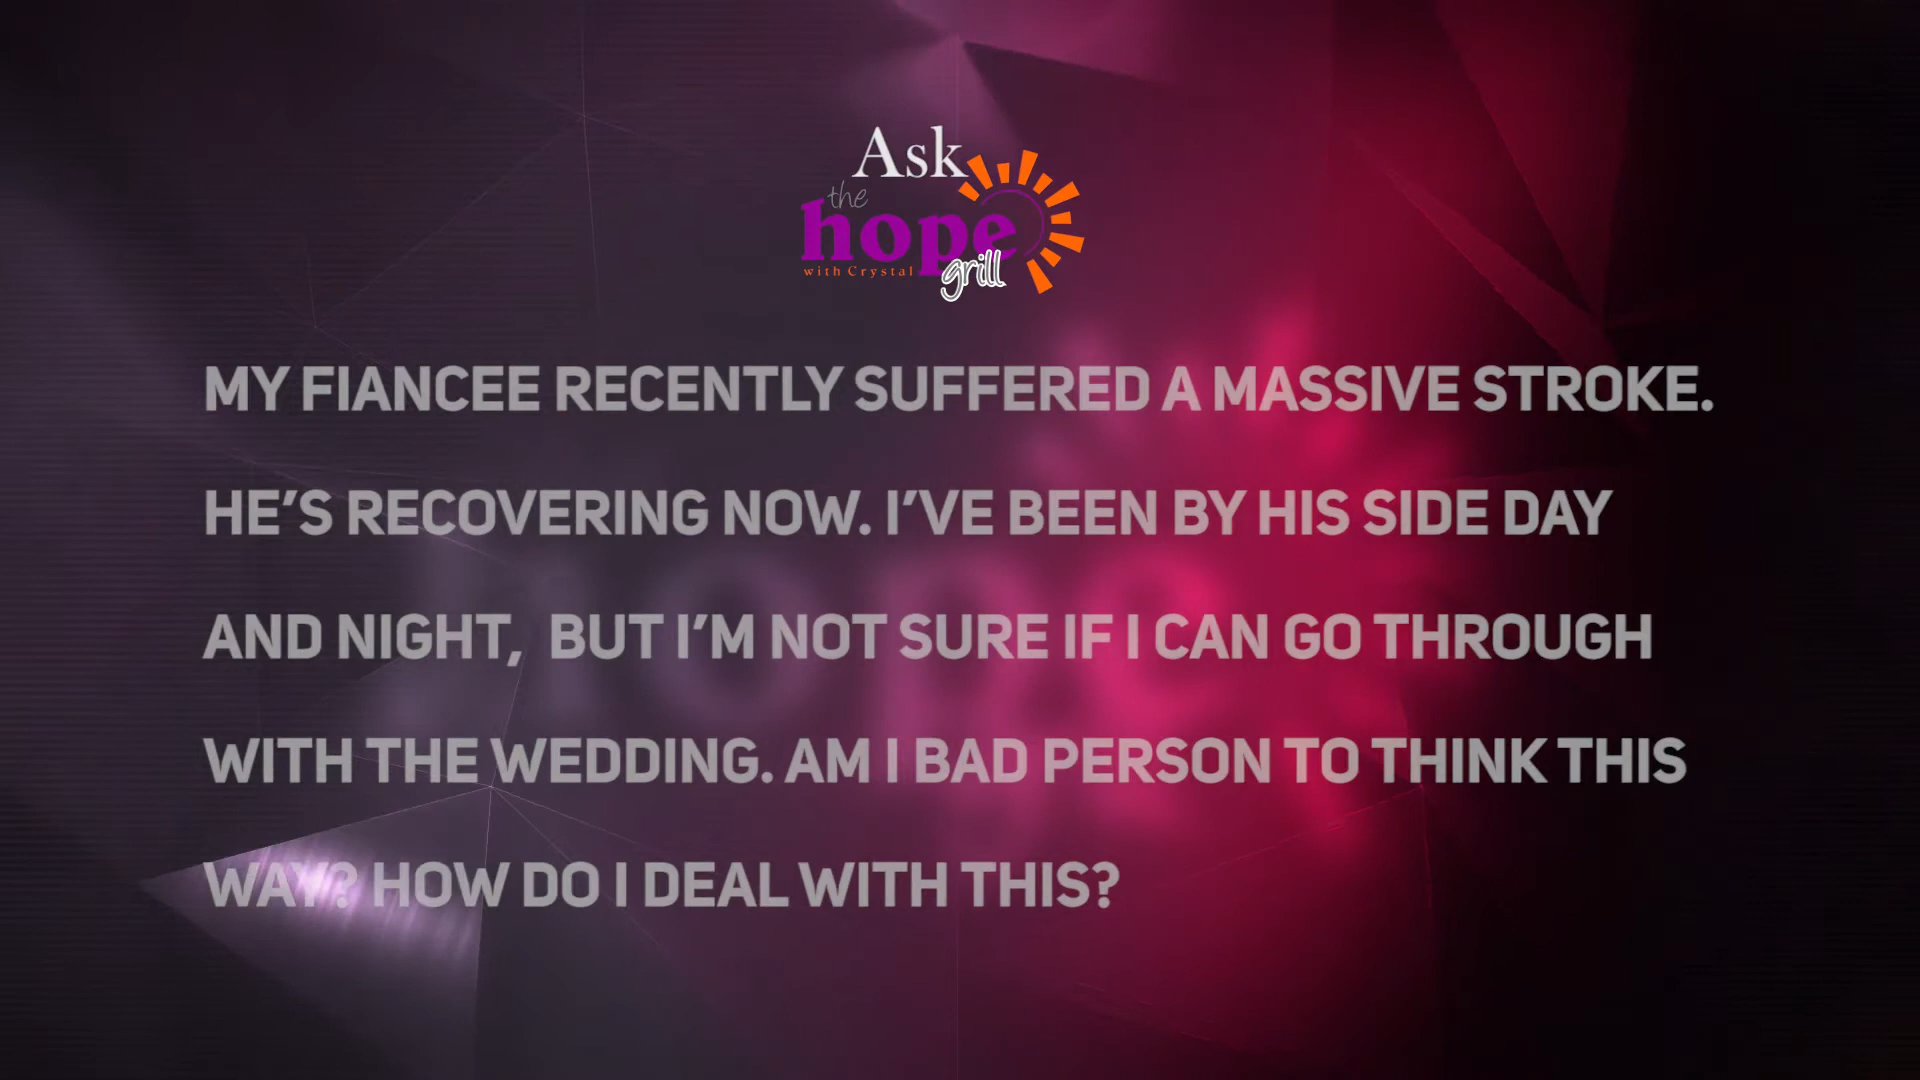 Ask
the
hope
with Crystal
grill
MY FIANCEE RECENTLY SUFFERED A MASSIVE STROKE.
HE'S RECOVERING NOW. I'VE BEEN BY HIS SIDE DAY
AND NIGHT, BUT I'M NOT SURE IF I CAN GO THROUGH
WITH THE WEDDING. AM I BAD PERSON TO THINK THIS
WAY? HOW DO I DEAL WITH THIS?
hope